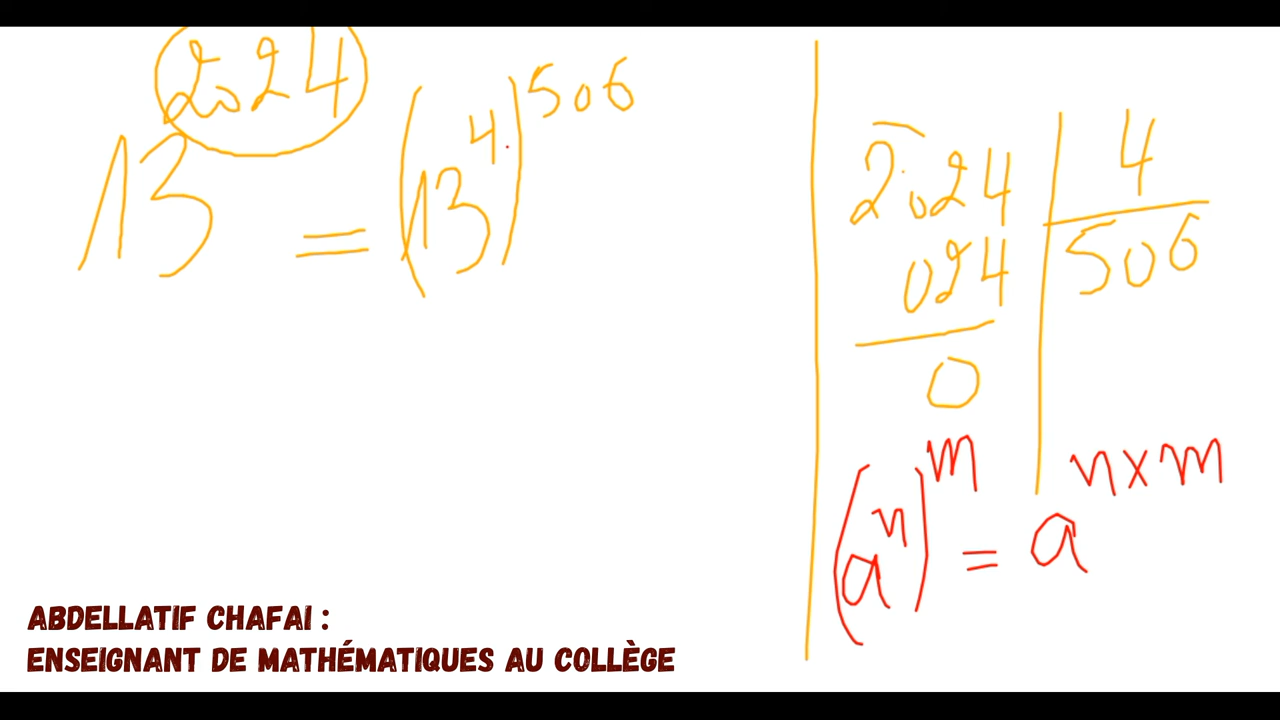 13^2024 = (13^4)^506
2024 | 4
024 | 506
0
(a^n)^m = a^n×m
ABDELLATIF CHAFAI :
ENSEIGNANT DE MATHÉMATIQUES AU COLLÈGE